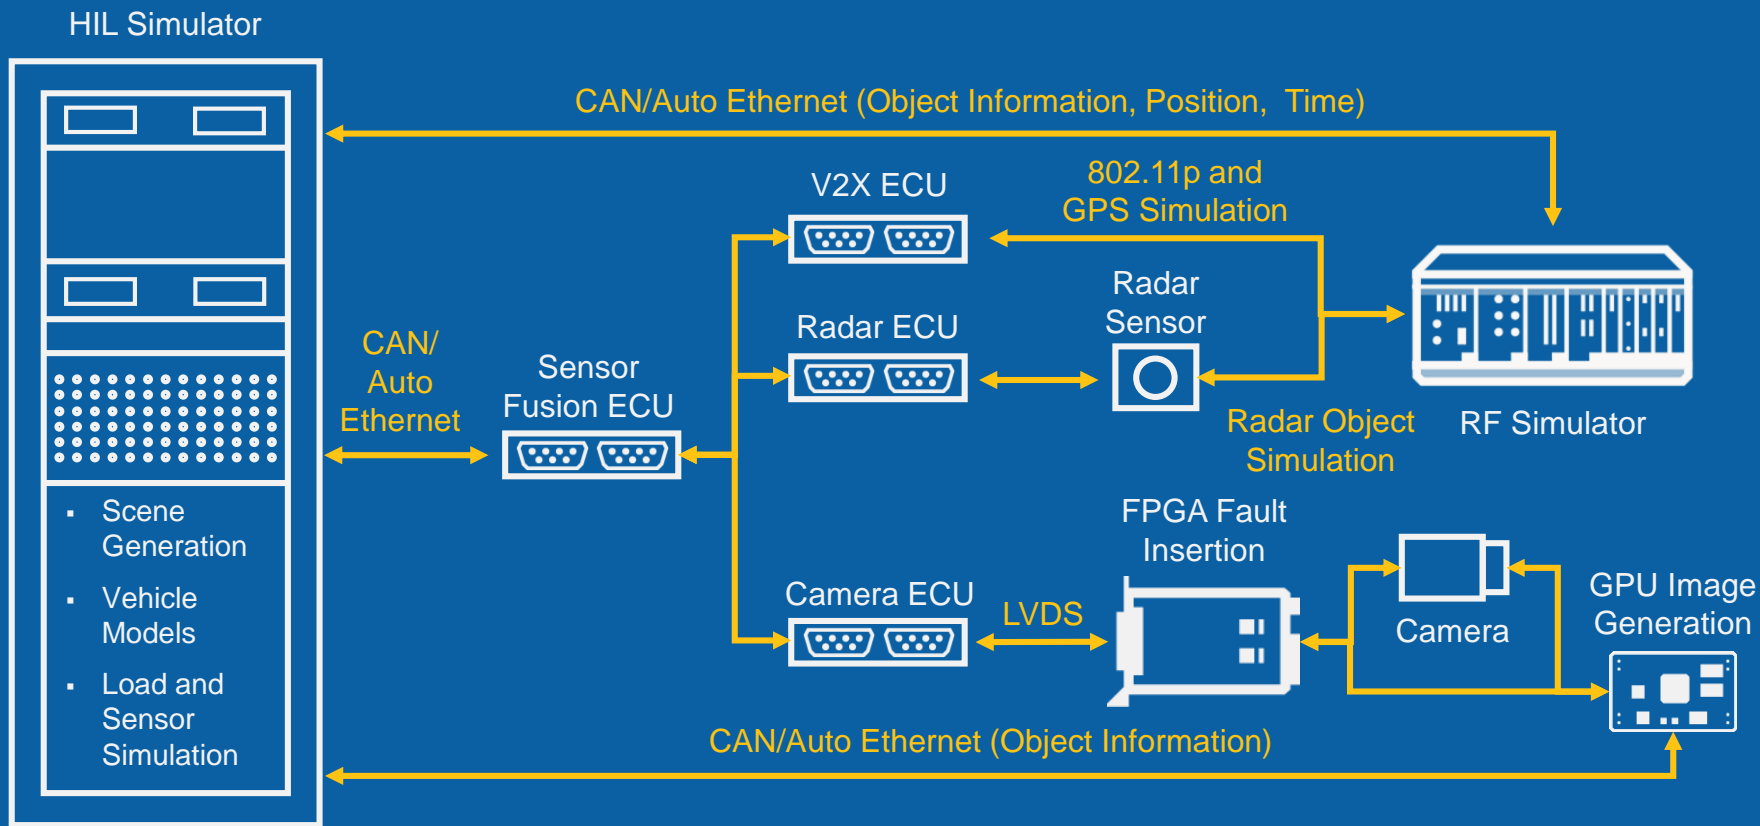 HIL Simulator
CAN/Auto Ethernet (Object Information, Position, Time)
V2X ECU
802.11p and
GPS Simulation
Radar
Sensor
Radar ECU
CAN/
Auto
Ethernet
Sensor
Fusion ECU
Radar Object
Simulation
RF Simulator
▪ Scene
Generation
▪ Vehicle
Models
▪ Load and
Sensor
Simulation
FPGA Fault
Insertion
Camera ECU
LVDS
Camera
GPU Image
Generation
CAN/Auto Ethernet (Object Information)